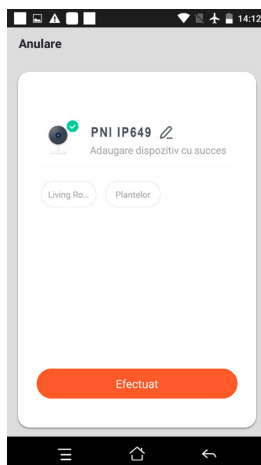 14:12
Anulare
PNI IP649
Adaugare dispozitiv cu succes
Living Ro... Plantelor
Efectuat